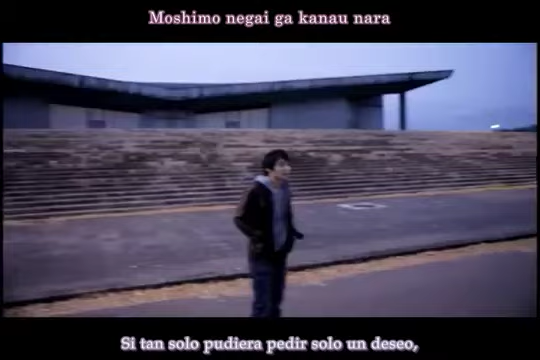 Moshimo negai ga kanau nara
Si tan solo pudiera pedir solo un deseo,